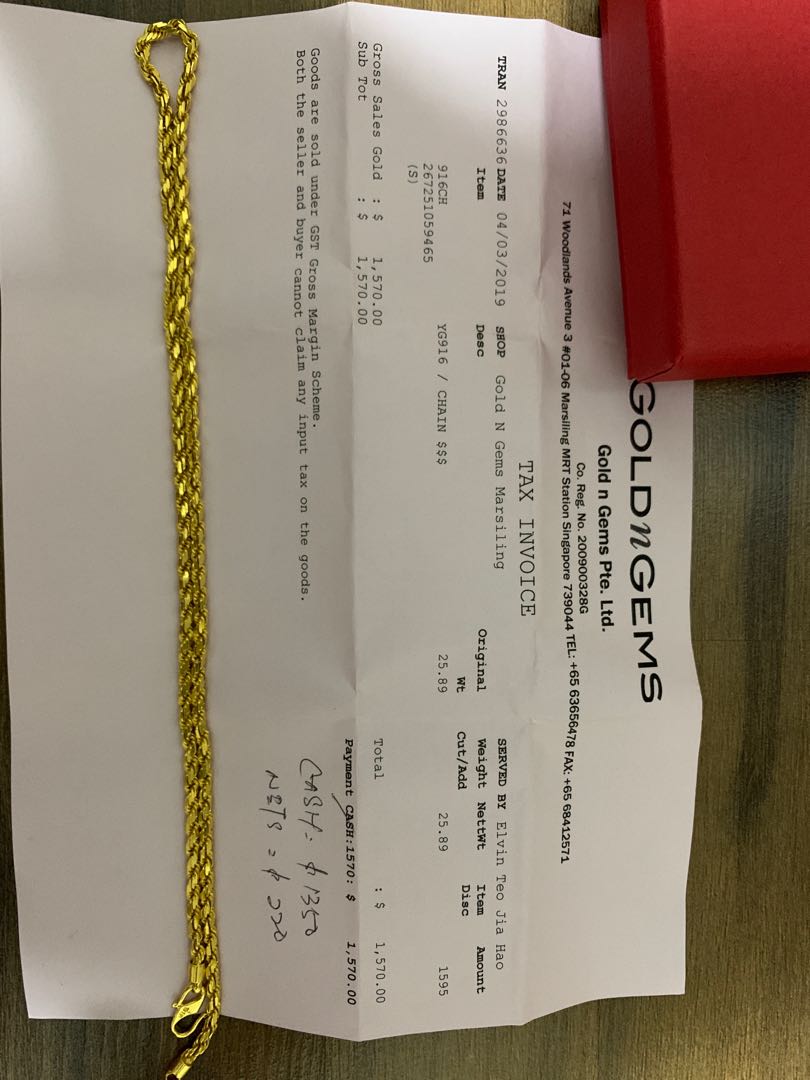 GOLDnGEMS
Gold n Gems Pte. Ltd.
Co. Reg. No. 200900328G
71 Woodlands Avenue 3 #01-06 Marsiling MRT Station Singapore 739044 TEL: +65 63656478 FAX: +65 68412571
TAX INVOICE
TRAN 2986636 DATE 04/03/2019 SHOP Gold N Gems Marsiling SERVED BY Elvin Teo Jia Hao
Item Desc Original Weight NettWt Item Amount
Wt Cut/Add Disc
916CH YG916 / CHAIN $$$ 25.89 25.89 1595
267251059465
(S)
Gross Sales Gold : $ 1,570.00 Total : $ 1,570.00
Sub Tot : $ 1,570.00 Payment CASH:1570: $ 1,570.00
Goods are sold under GST Gross Margin Scheme.
Both the seller and buyer cannot claim any input tax on the goods.
CASH = $1350
NETS = $ 220